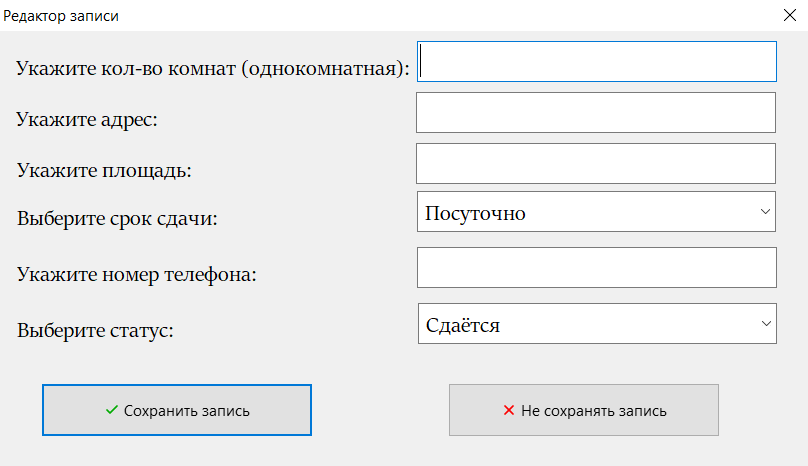 Редактор записи
Укажите кол-во комнат (однокомнатная):
Укажите адрес:
Укажите площадь:
Выберите срок сдачи: Посуточно
Укажите номер телефона:
Выберите статус: Сдаётся
Сохранить запись Не сохранять запись